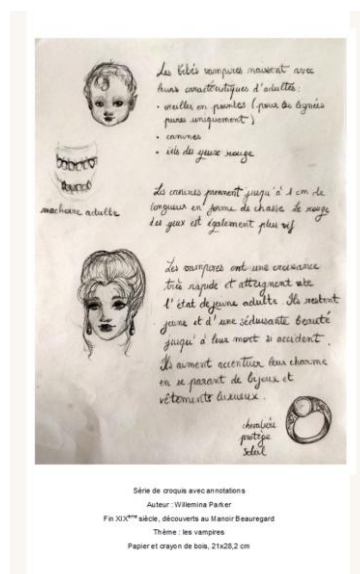 Les bébés vampires naissent avec
leurs caractéristiques d'adultes :
• oreilles en pointes (pour les lignées
pures uniquement)
• canines
• iris des yeux rouge
machoire adulte
Les canines prennent jusqu'à 1 cm de
longueur en forme de chasse le rouge
des yeux est également plus vif
Les vampires ont une croissance
très rapide et atteignent vite
l'état de jeune adulte. Ils restent
jeune et d'une séduisante beauté
jusqu'à leur mort si accident.
Ils aiment accentuer leur charme
en se parant de bijoux et
vêtements luxueux.
chevalière
protège
soleil
Série de croquis avec annotations
Auteur : Willemina Parker
Fin XIXème siècle, découverts au Manoir Beauregard
Thème : les vampires
Papier et crayon de bois, 21x28,2 cm